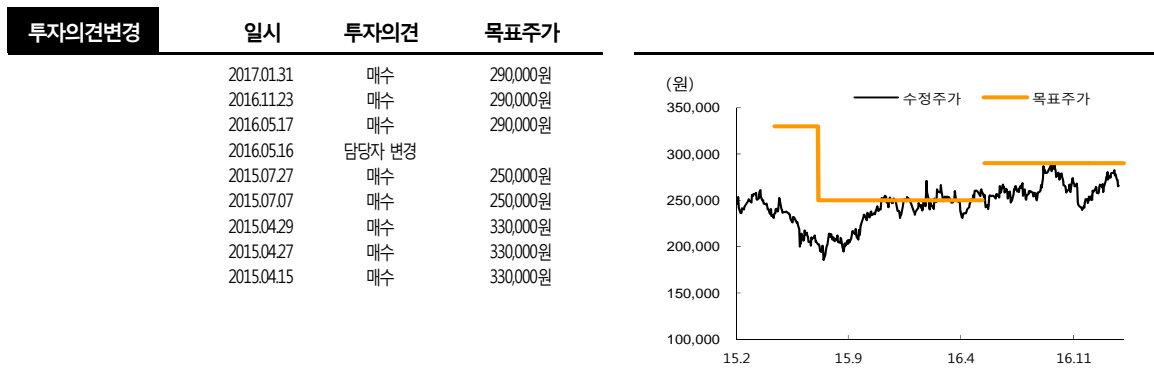 투자의견변경 일시 투자의견 목표주가
2017.01.31 매수 290,000원
2016.11.23 매수 290,000원
2016.05.17 매수 290,000원
2016.05.16 담당자 변경
2015.07.27 매수 250,000원
2015.07.07 매수 250,000원
2015.04.29 매수 330,000원
2015.04.27 매수 330,000원
2015.04.15 매수 330,000원
(원)
수정주가 목표주가
350,000
300,000
250,000
200,000
150,000
100,000
15.2 15.9 16.4 16.11